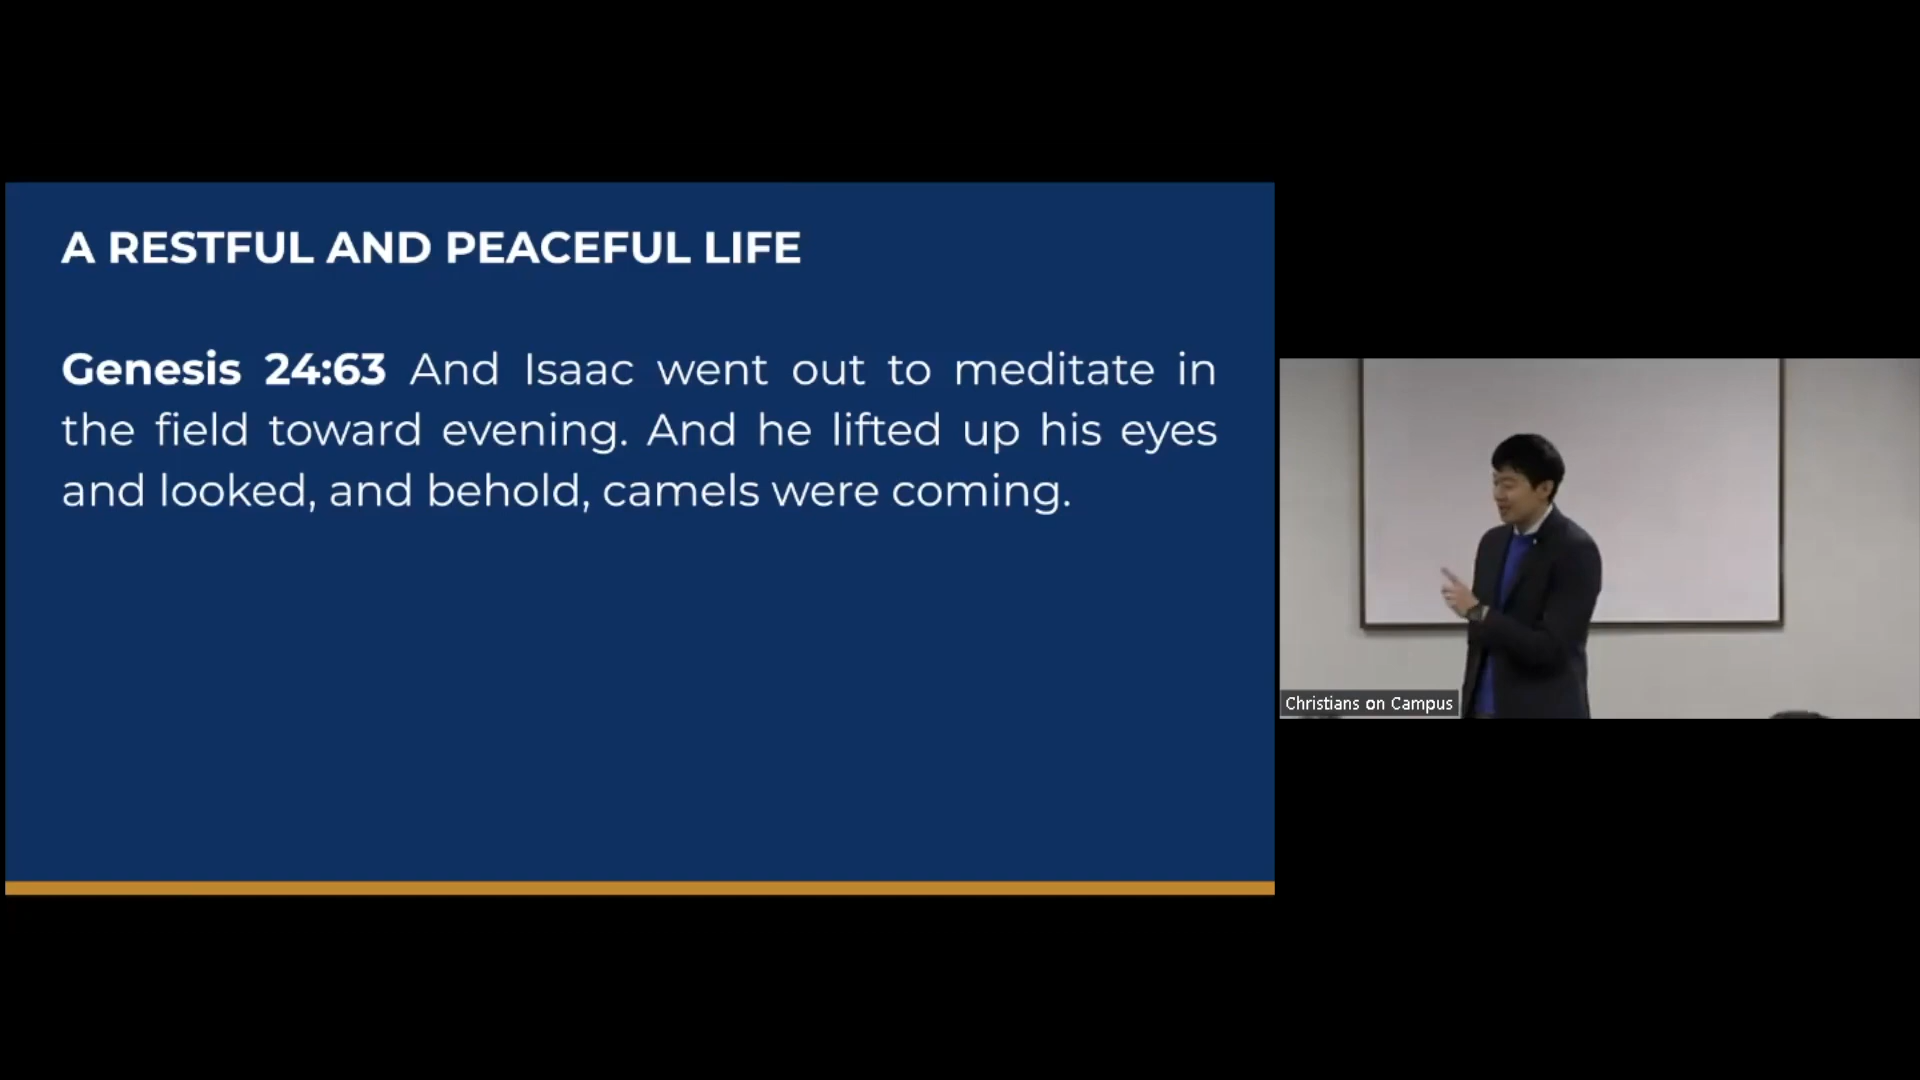 A RESTFUL AND PEACEFUL LIFE
Genesis 24:63 And Isaac went out to meditate in
the field toward evening. And he lifted up his eyes
and looked, and behold, camels were coming.
Christians on Campus